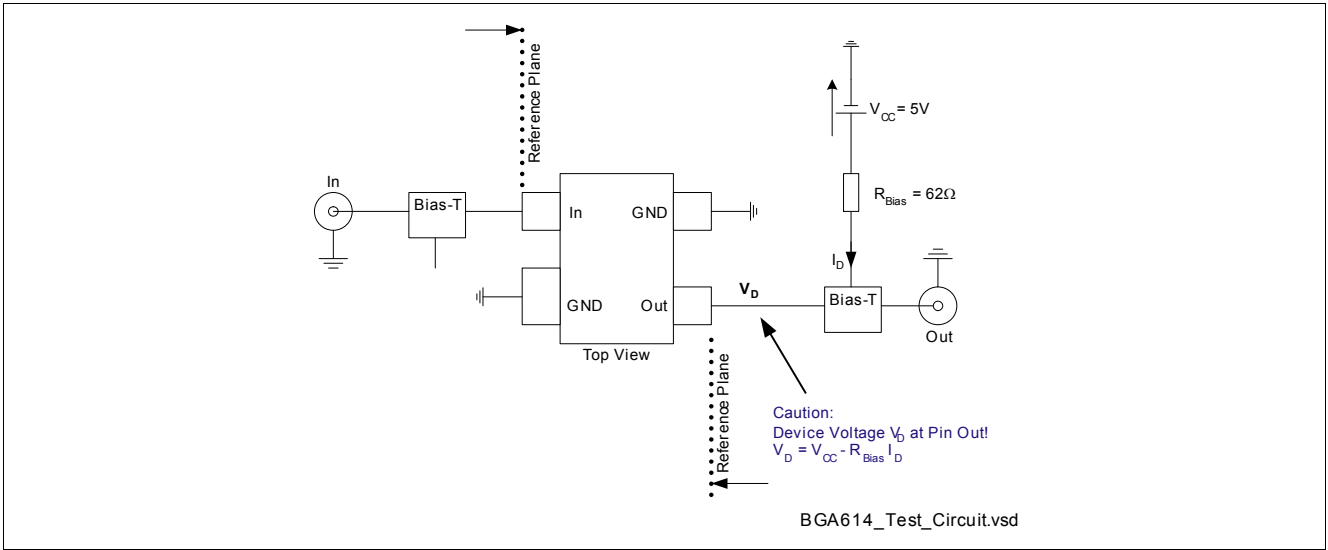 Reference Plane
V_CC = 5V
In
Bias-T
In
GND
R_Bias = 62Ω
I_D
GND
Out
V_D
Bias-T
Out
Top View
Reference Plane
Caution:
Device Voltage V_D at Pin Out!
V_D = V_CC - R_Bias I_D
BGA614_Test_Circuit.vsd